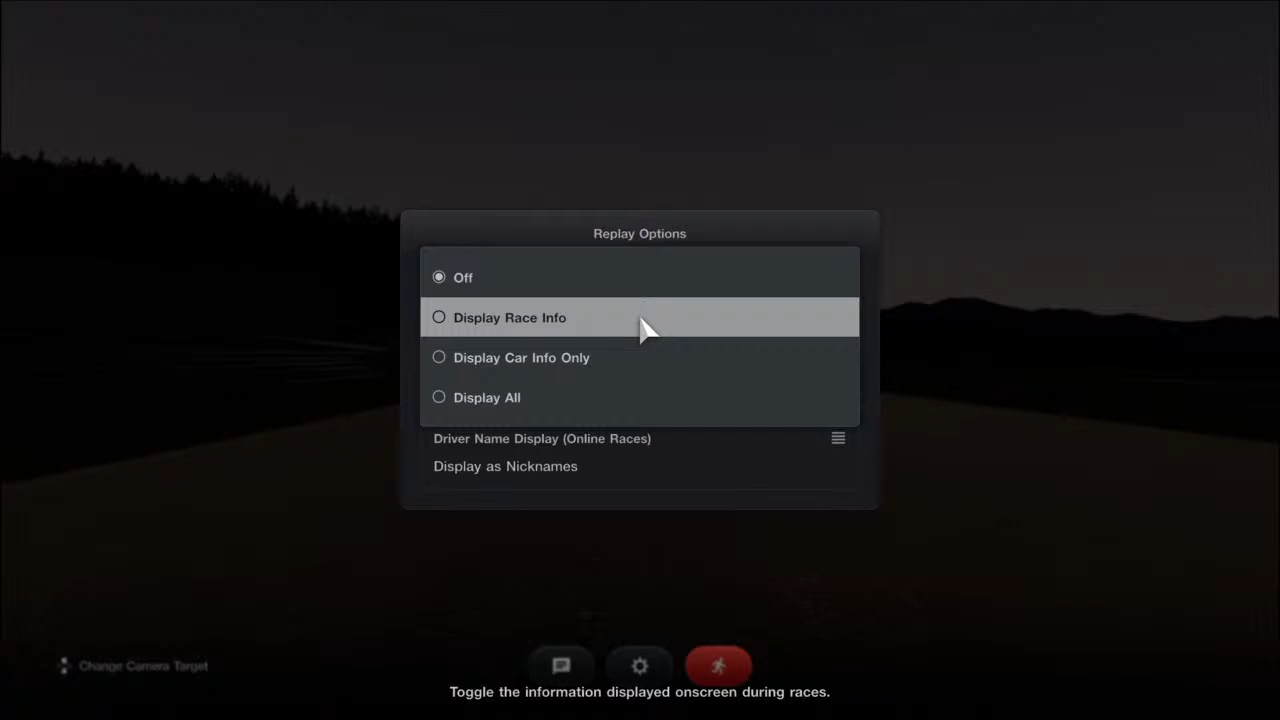 Replay Options
Off
Display Race Info
Display Car Info Only
Display All
Driver Name Display (Online Races)
Display as Nicknames
Change Camera Target
Toggle the information displayed onscreen during races.